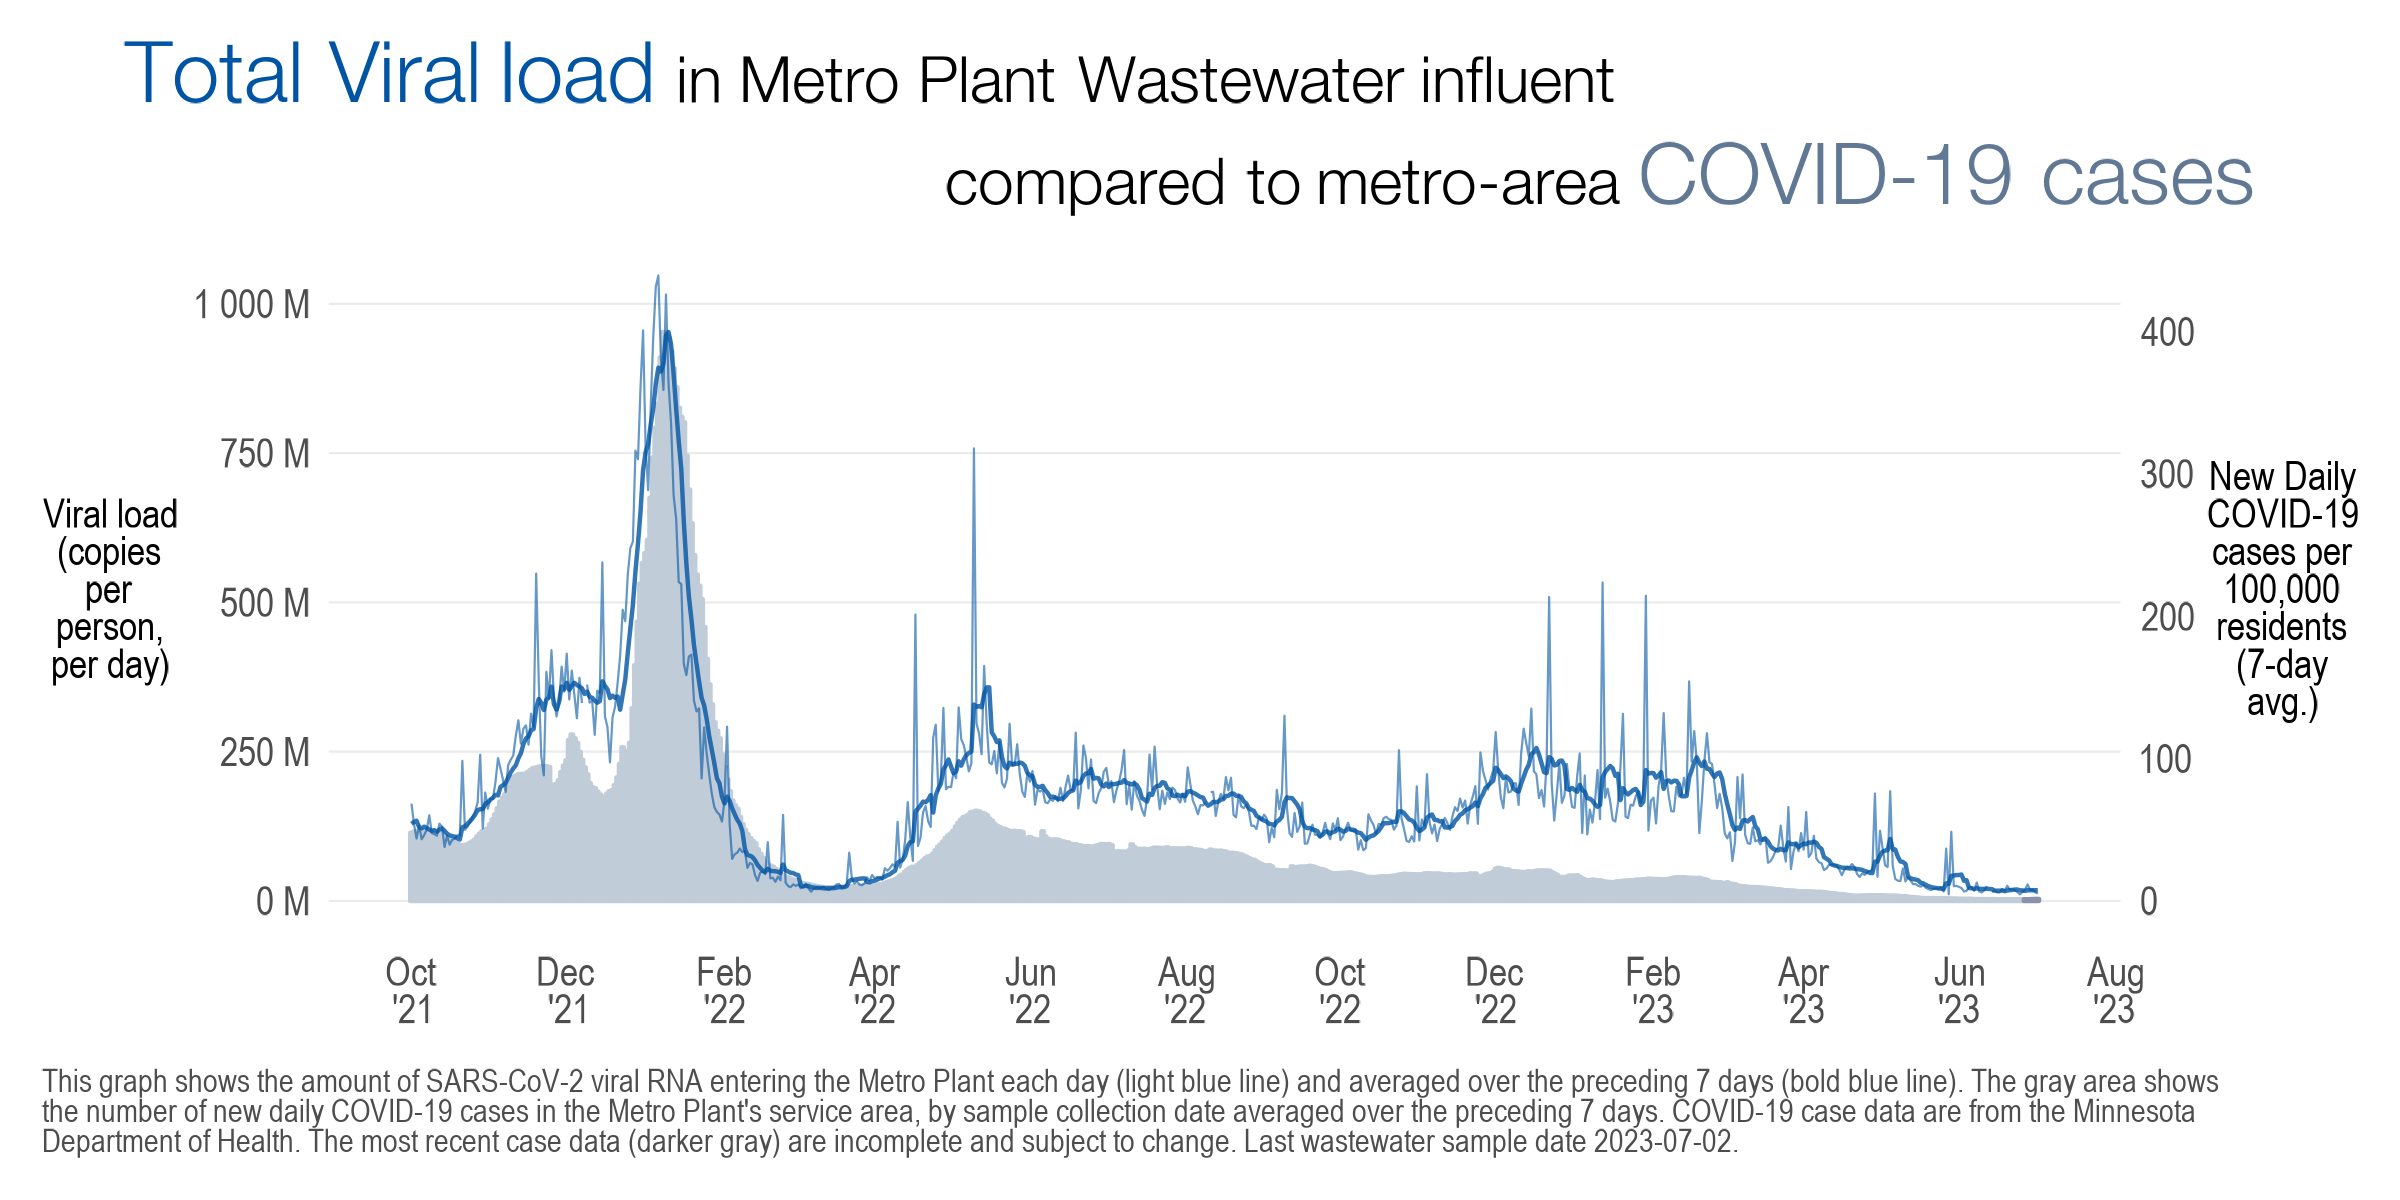 Total Viral load in Metro Plant Wastewater influent
compared to metro-area COVID-19 cases
1 000 M
750 M
500 M
250 M
0 M
Viral load
(copies
per
person,
per day)
400
300
200
100
0
New Daily
COVID-19
cases per
100,000
residents
(7-day
avg.)
Oct
'21
Dec
'21
Feb
'22
Apr
'22
Jun
'22
Aug
'22
Oct
'22
Dec
'22
Feb
'23
Apr
'23
Jun
'23
Aug
'23
This graph shows the amount of SARS-CoV-2 viral RNA entering the Metro Plant each day (light blue line) and averaged over the preceding 7 days (bold blue line). The gray area shows
the number of new daily COVID-19 cases in the Metro Plant's service area, by sample collection date averaged over the preceding 7 days. COVID-19 case data are from the Minnesota
Department of Health. The most recent case data (darker gray) are incomplete and subject to change. Last wastewater sample date 2023-07-02.